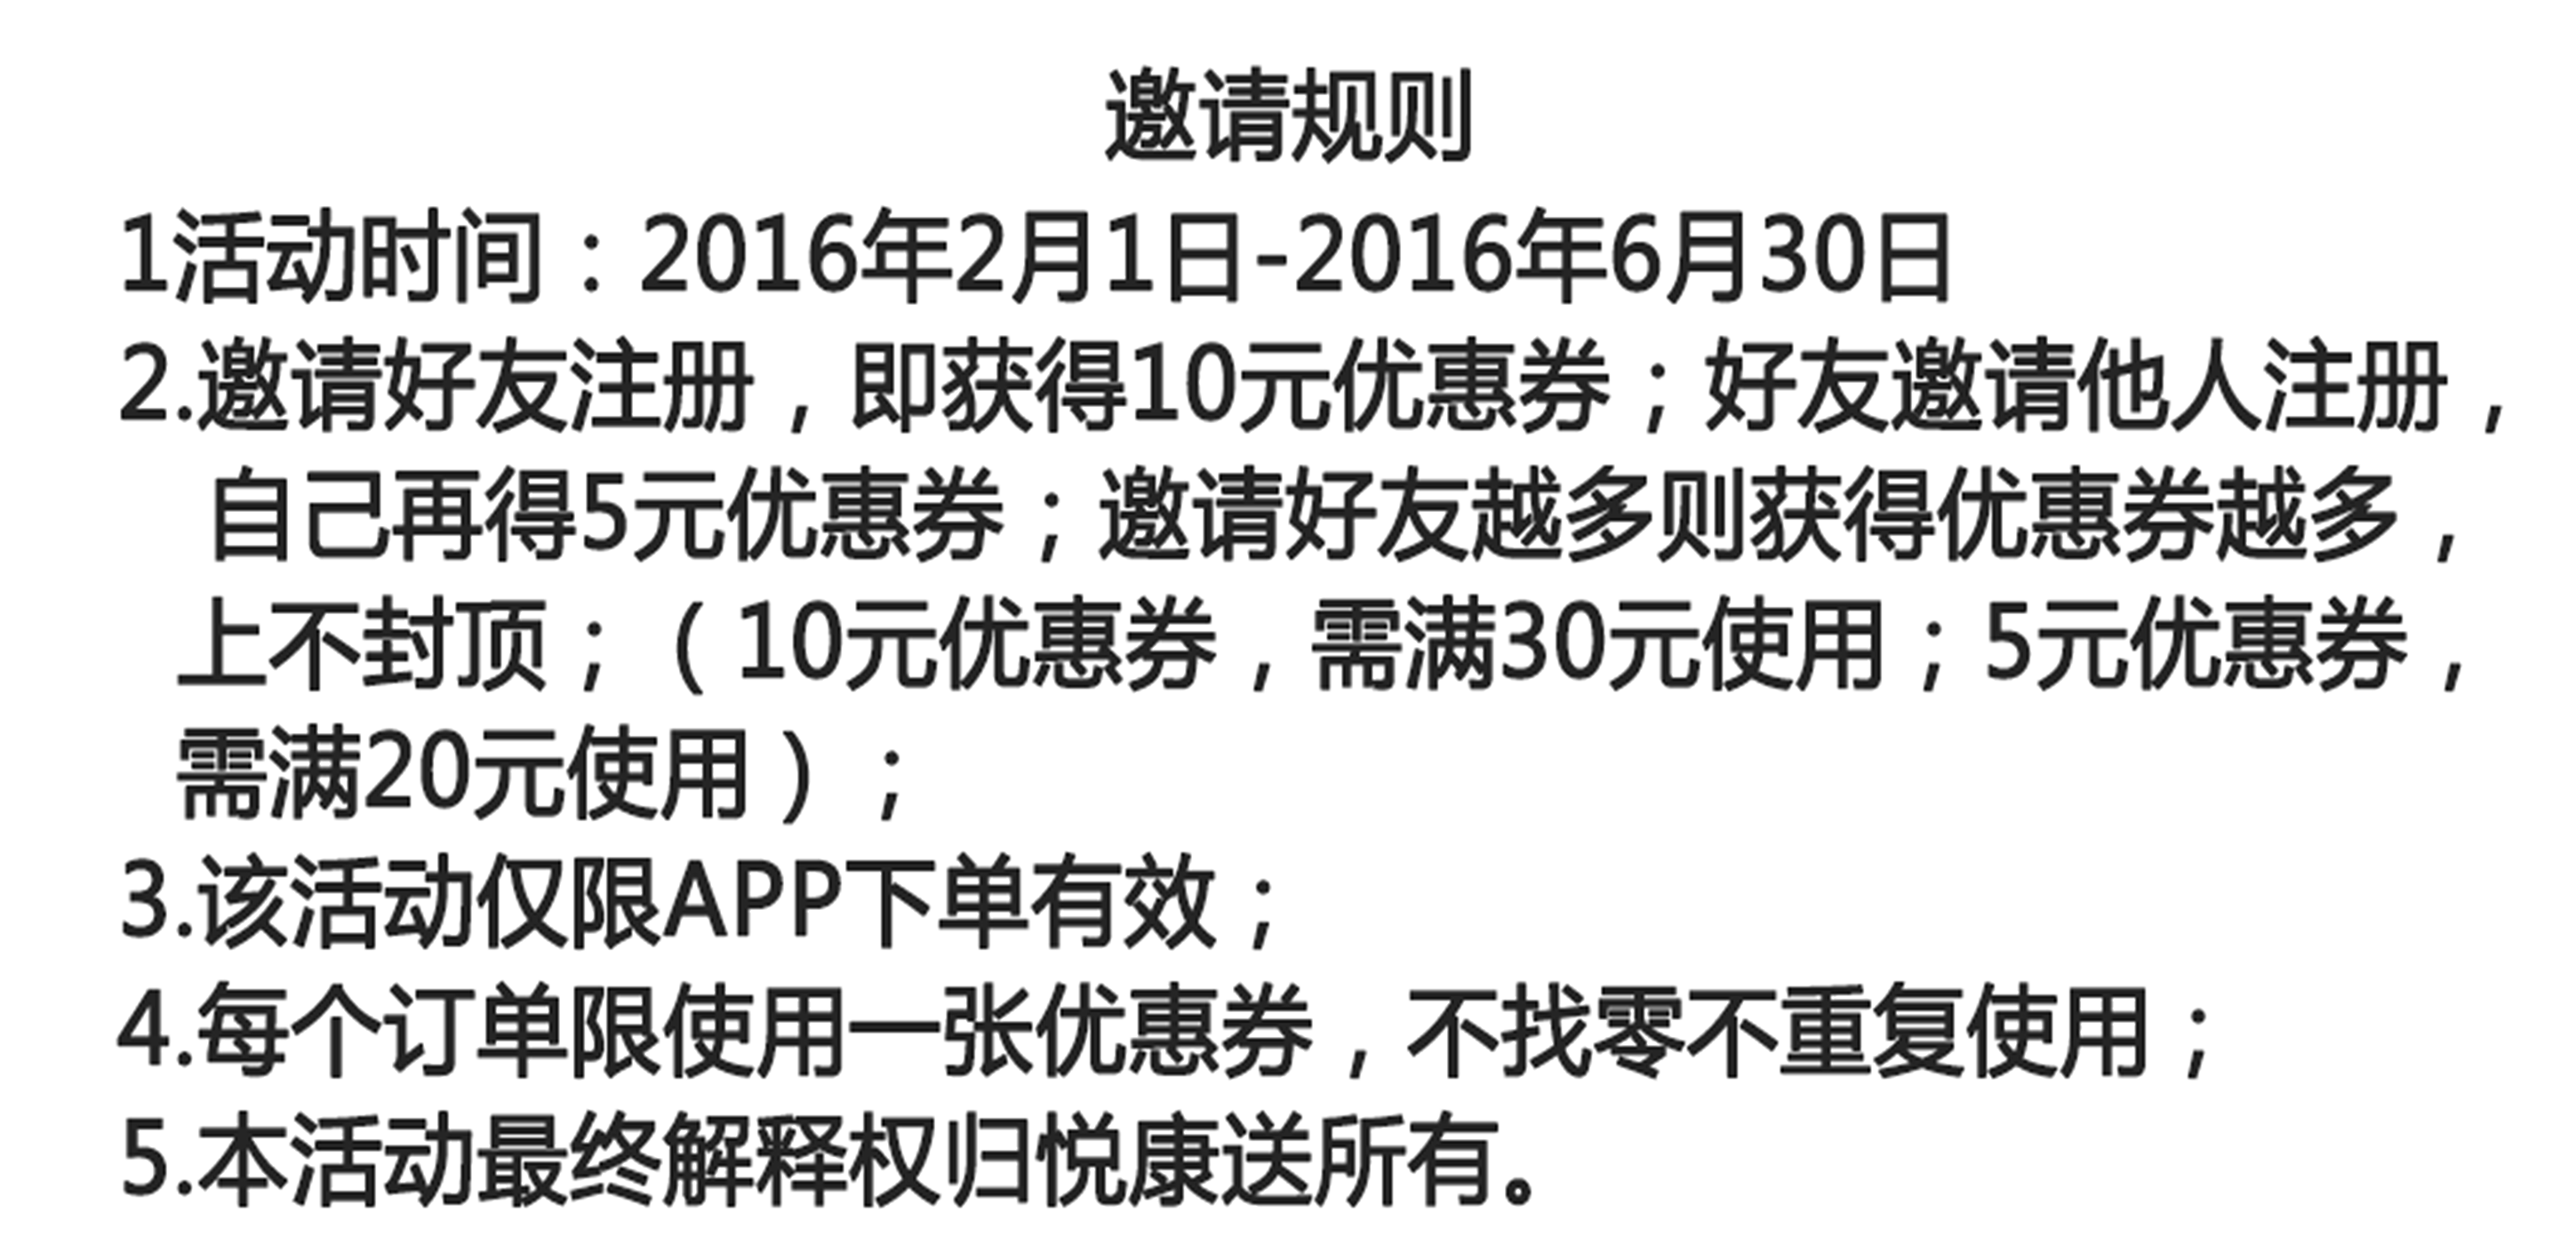 邀请规则
1活动时间：2016年2月1日-2016年6月30日
2.邀请好友注册，即获得10元优惠券；好友邀请他人注册，
自己再得5元优惠券；邀请好友越多则获得优惠券越多，
上不封顶；（10元优惠券，需满30元使用；5元优惠券，
需满20元使用）；
3.该活动仅限APP下单有效；
4.每个订单限使用一张优惠券，不找零不重复使用；
5.本活动最终解释权归悦康送所有。